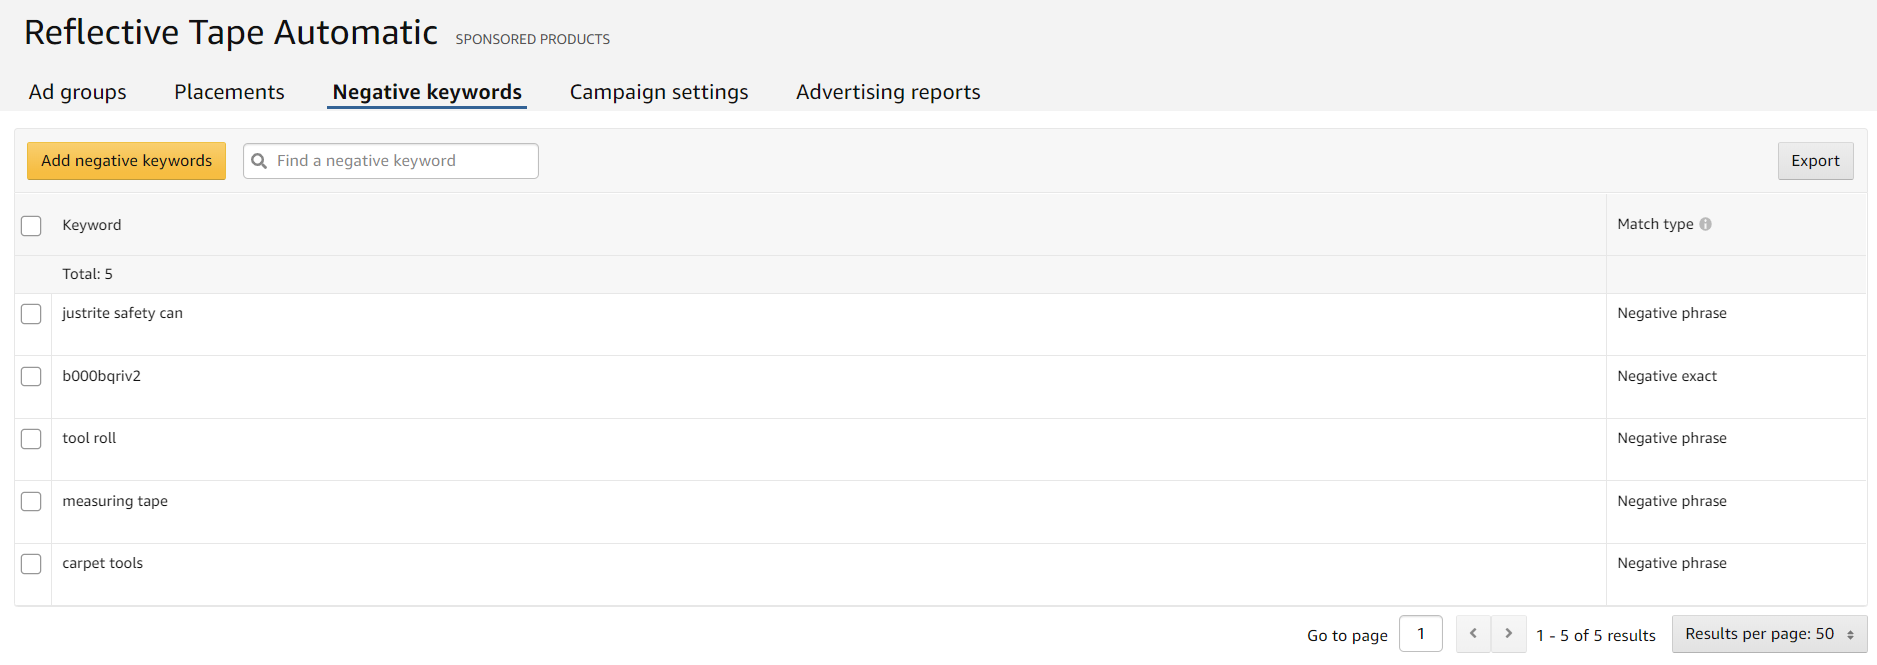 Reflective Tape Automatic SPONSORED PRODUCTS
Ad groups Placements Negative keywords Campaign settings Advertising reports
Add negative keywords Find a negative keyword Export
Keyword Match type
Total: 5
justrite safety can Negative phrase
b000bqriv2 Negative exact
tool roll Negative phrase
measuring tape Negative phrase
carpet tools Negative phrase
Go to page 1 1 - 5 of 5 results Results per page: 50